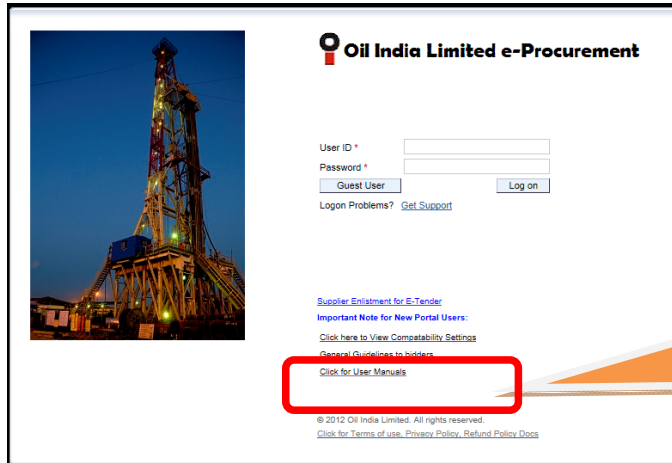 Oil India Limited e-Procurement
User ID *
Password *
Guest User Log on
Logon Problems? Get Support
Supplier Enlistment for E-Tender
Important Note for New Portal Users:
Click here to View Compatability Settings
General Guidelines to bidders
Click for User Manuals
© 2012 Oil India Limited. All rights reserved.
Click for Terms of use, Privacy Policy, Refund Policy Docs